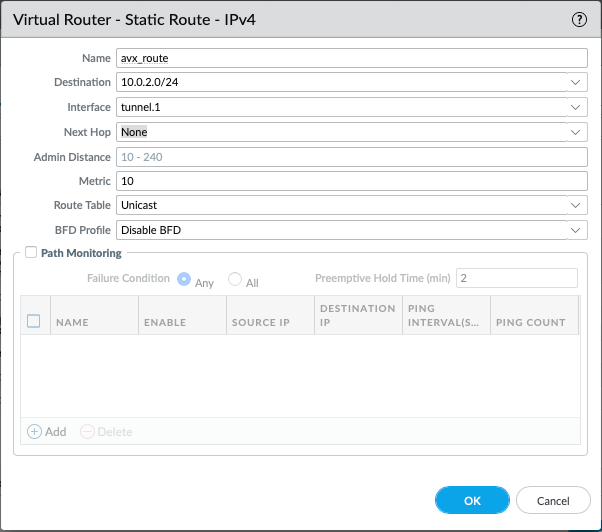 Virtual Router - Static Route - IPv4
?
Name avx_route
Destination 10.0.2.0/24
Interface tunnel.1
Next Hop None
Admin Distance 10 - 240
Metric 10
Route Table Unicast
BFD Profile Disable BFD
Path Monitoring
Failure Condition Any All Preemptive Hold Time (min) 2
NAME ENABLE SOURCE IP DESTINATION IP PING INTERVAL(S... PING COUNT
Add Delete
OK Cancel